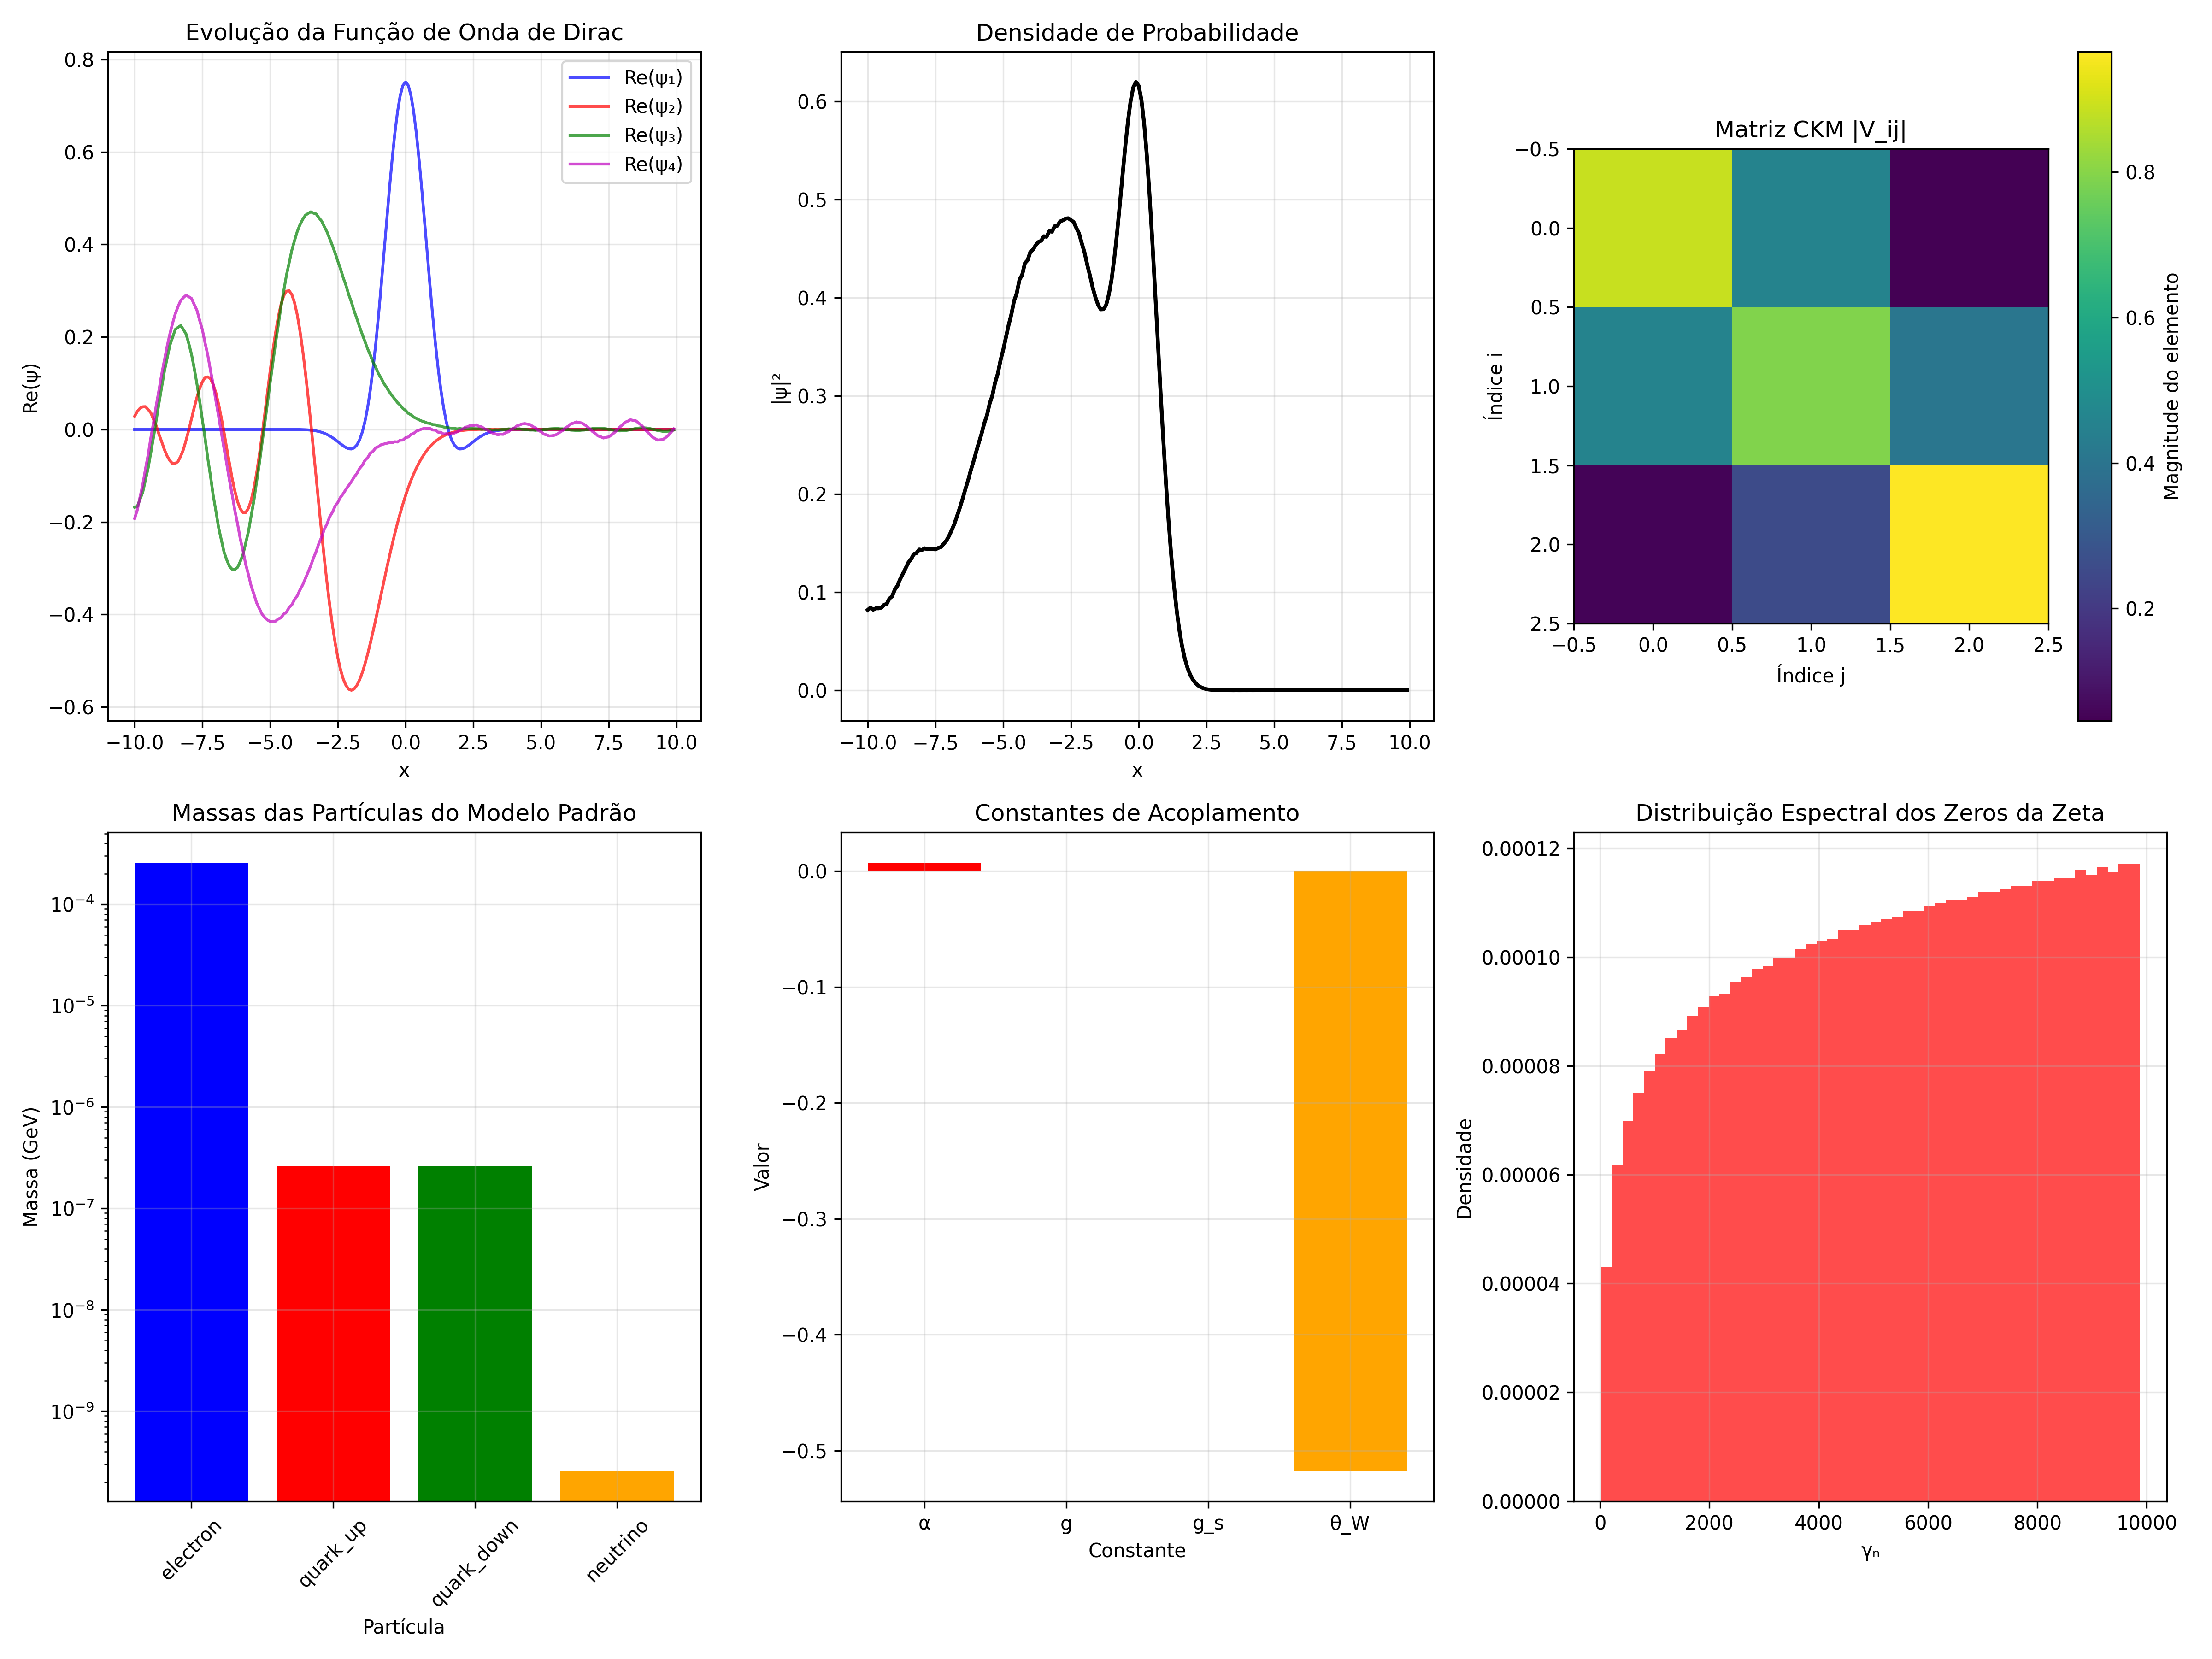 Evolução da Função de Onda de Dirac
0.8
0.6
0.4
0.2
0.0
−0.2
−0.4
−0.6
Re(ψ)
Re(ψ₁)
Re(ψ₂)
Re(ψ₃)
Re(ψ₄)
−10.0 −7.5 −5.0 −2.5 0.0 2.5 5.0 7.5 10.0
x
Densidade de Probabilidade
0.6
0.5
0.4
0.3
0.2
0.1
0.0
|ψ|²
−10.0 −7.5 −5.0 −2.5 0.0 2.5 5.0 7.5 10.0
x
Matriz CKM |V_ij|
−0.5
0.0
0.5
1.0
1.5
2.0
2.5
Índice i
−0.5 0.0 0.5 1.0 1.5 2.0 2.5
Índice j
0.8
0.6
0.4
0.2
Magnitude do elemento
Massas das Partículas do Modelo Padrão
10⁻⁴
10⁻⁵
10⁻⁶
10⁻⁷
10⁻⁸
10⁻⁹
Massa (GeV)
electron quark_up quark_down neutrino
Partícula
Constantes de Acoplamento
0.0
−0.1
−0.2
−0.3
−0.4
−0.5
Valor
α g g_s θ_W
Constante
Distribuição Espectral dos Zeros da Zeta
0.00012
0.00010
0.00008
0.00006
0.00004
0.00002
0.00000
Densidade
0 2000 4000 6000 8000 10000
γₙ